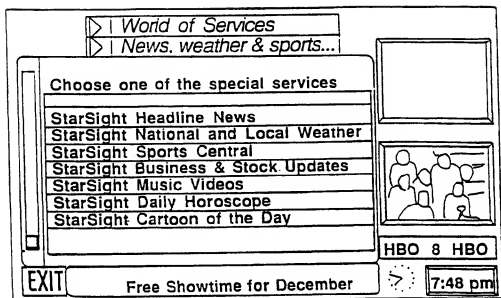 World of Services
News, weather & sports...
Choose one of the special services
StarSight Headline News
StarSight National and Local Weather
StarSight Sports Central
StarSight Business & Stock Updates
StarSight Music Videos
StarSight Daily Horoscope
StarSight Cartoon of the Day
HBO 8 HBO
EXIT
Free Showtime for December
7:48 pm